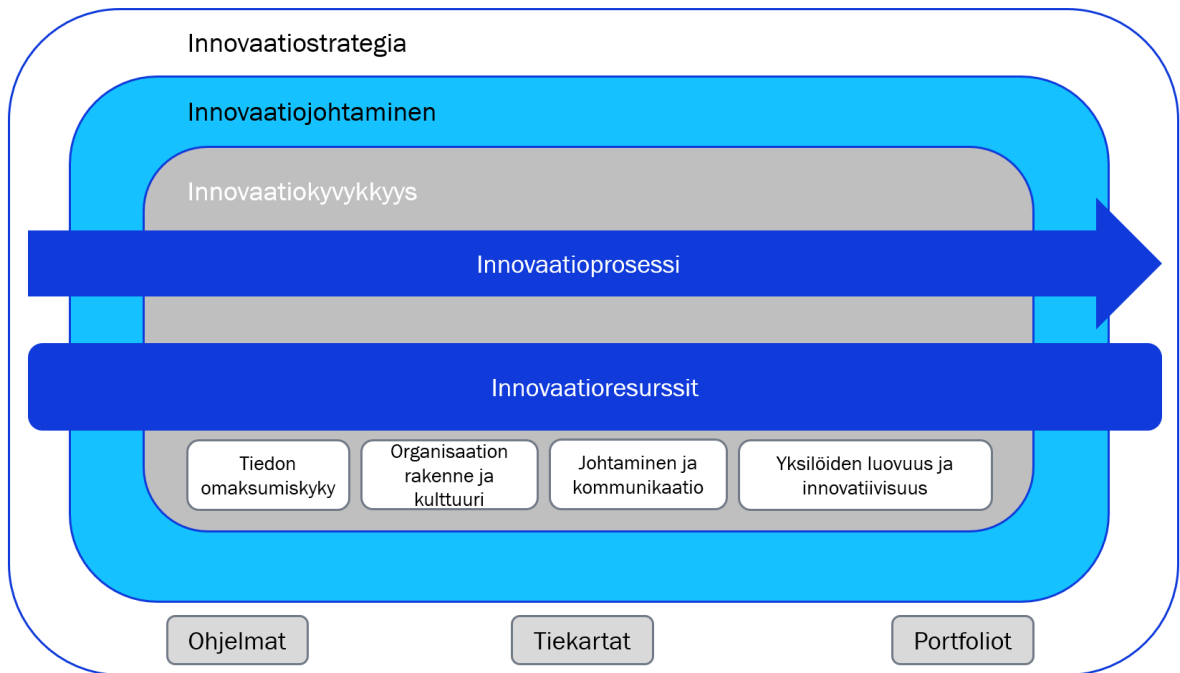 Innovaatiostrategia
Innovaatiojohtaminen
Innovaatiokyvykkyys
Innovaatioprosessi
Innovaatioresurssit
Tiedon
omaksumiskyky
Organisaation
rakenne ja
kulttuuri
Johtaminen ja
kommunikaatio
Yksilöiden luovuus ja
innovatiivisuus
Ohjelmat
Tiekartat
Portfoliot